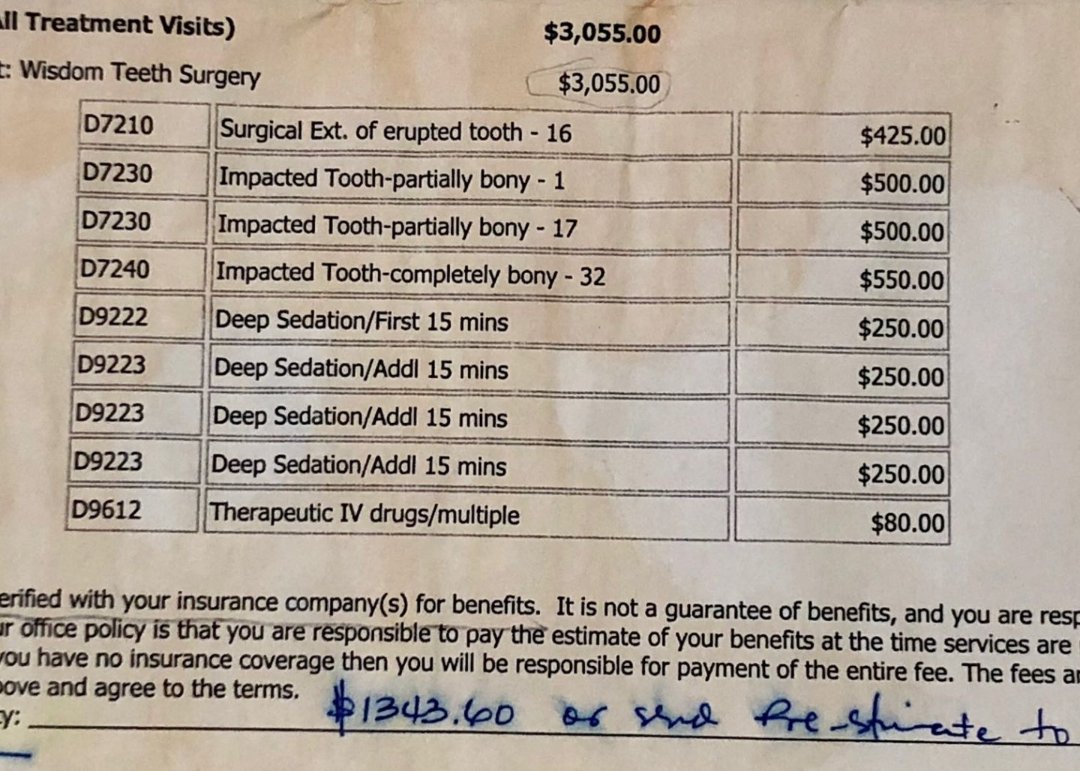 All Treatment Visits) $3,055.00
t: Wisdom Teeth Surgery $3,055.00
D7210 Surgical Ext. of erupted tooth - 16 $425.00
D7230 Impacted Tooth-partially bony - 1 $500.00
D7230 Impacted Tooth-partially bony - 17 $500.00
D7240 Impacted Tooth-completely bony - 32 $550.00
D9222 Deep Sedation/First 15 mins $250.00
D9223 Deep Sedation/Addl 15 mins $250.00
D9223 Deep Sedation/Addl 15 mins $250.00
D9223 Deep Sedation/Addl 15 mins $250.00
D9612 Therapeutic IV drugs/multiple $80.00
erified with your insurance company(s) for benefits. It is not a guarantee of benefits, and you are resp
ur office policy is that you are responsible to pay the estimate of your benefits at the time services are
you have no insurance coverage then you will be responsible for payment of the entire fee. The fees ar
bove and agree to the terms.
y: $1343.60 or send Pre-stimate to